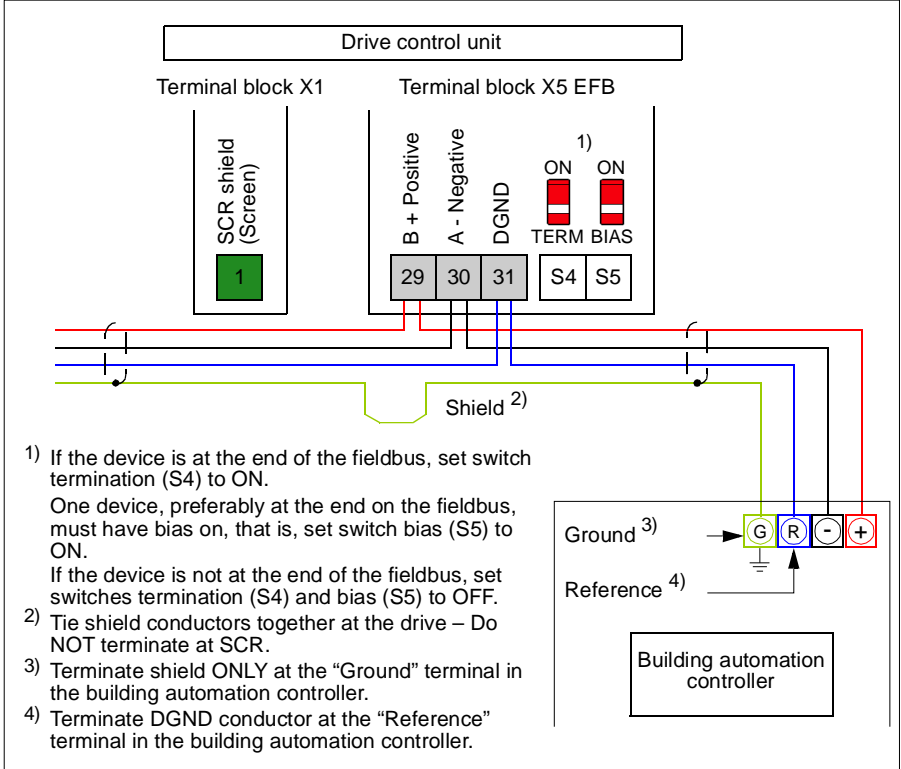 Drive control unit
Terminal block X1
Terminal block X5 EFB
SCR shield
(Screen)
B + Positive
A - Negative
DGND
1)
ON
ON
TERM
BIAS
1
29
30
31
S4
S5
Shield 2)
1) If the device is at the end of the fieldbus, set switch
termination (S4) to ON.
One device, preferably at the end on the fieldbus,
must have bias on, that is, set switch bias (S5) to
ON.
If the device is not at the end of the fieldbus, set
switches termination (S4) and bias (S5) to OFF.
2) Tie shield conductors together at the drive – Do
NOT terminate at SCR.
3) Terminate shield ONLY at the “Ground” terminal in
the building automation controller.
4) Terminate DGND conductor at the “Reference”
terminal in the building automation controller.
Ground 3)
G
R
-
+
Reference 4)
Building automation
controller